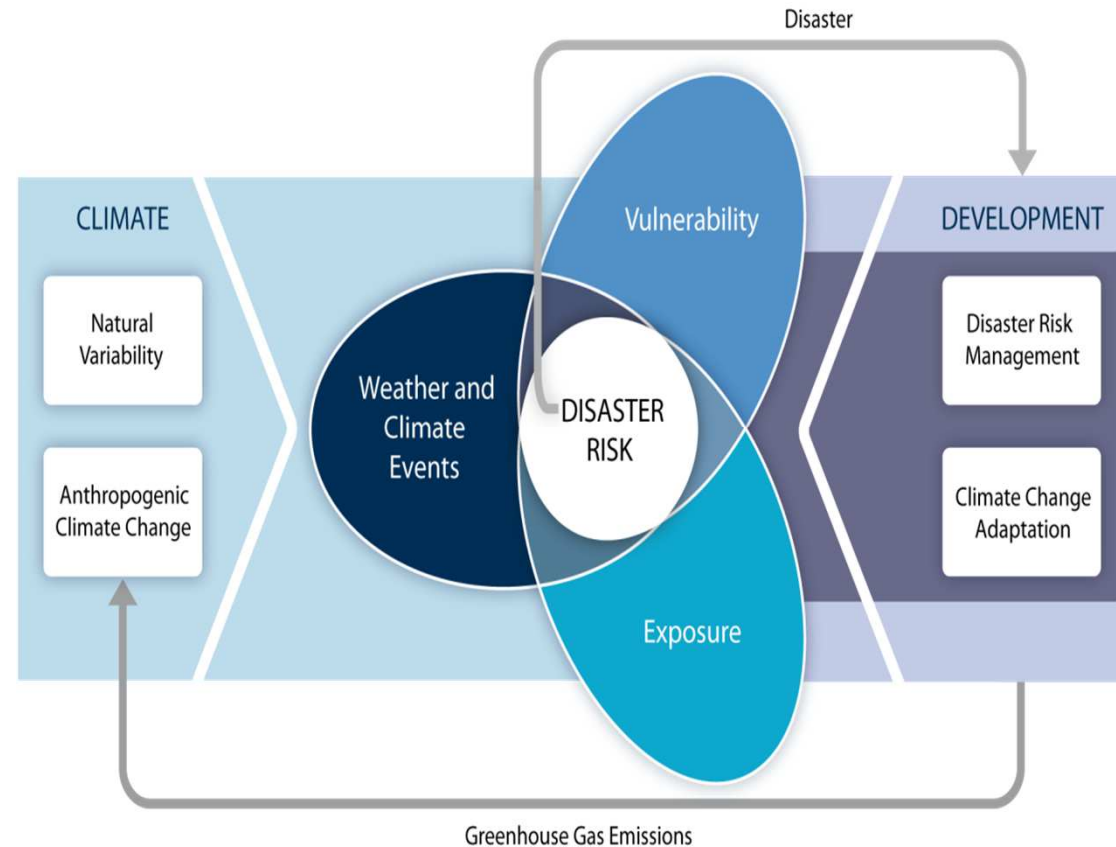 Disaster
CLIMATE
Natural
Variability
Anthropogenic
Climate Change
Vulnerability
Weather and
Climate
Events
DISASTER
RISK
Exposure
DEVELOPMENT
Disaster Risk
Management
Climate Change
Adaptation
Greenhouse Gas Emissions